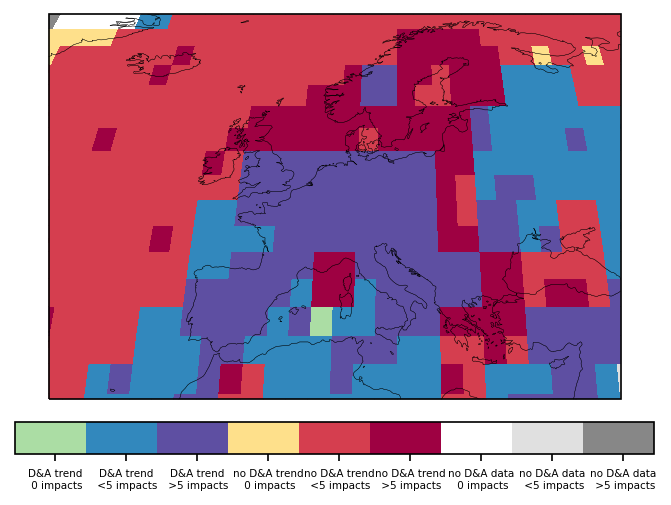 D&A trend D&A trend D&A trend no D&A trend no D&A trend no D&A trend no D&A data no D&A data no D&A data
0 impacts <5 impacts >5 impacts 0 impacts <5 impacts >5 impacts 0 impacts <5 impacts >5 impacts